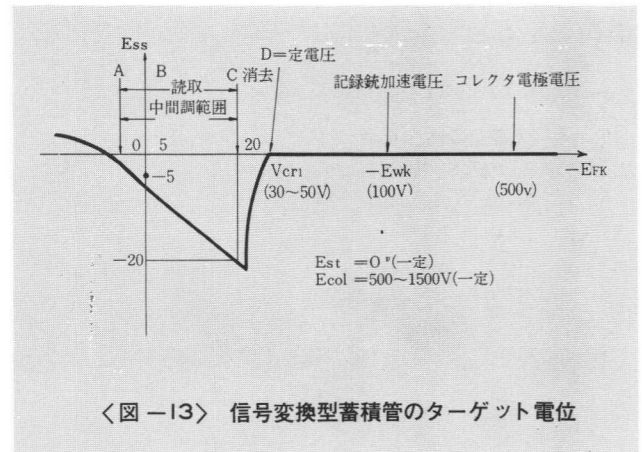 Ess
D=定電圧
A B C 消去 記録銃加速電圧 コレクタ電極電圧
読取
中間調範囲
0 5 20
Vcr1 −Ewk −EFK
−5
(30~50V) (100V) (500v)
−20
Est =0ᵛ(一定)
Ecol=500~1500V(一定)
〈図−13〉 信号変換型蓄積管のターゲット電位